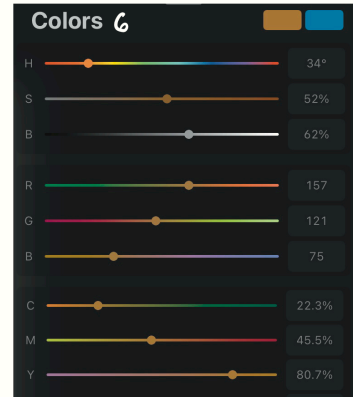 Colors 6
H 34°
S 52%
B 62%
R 157
G 121
B 75
C 22.3%
M 45.5%
Y 80.7%